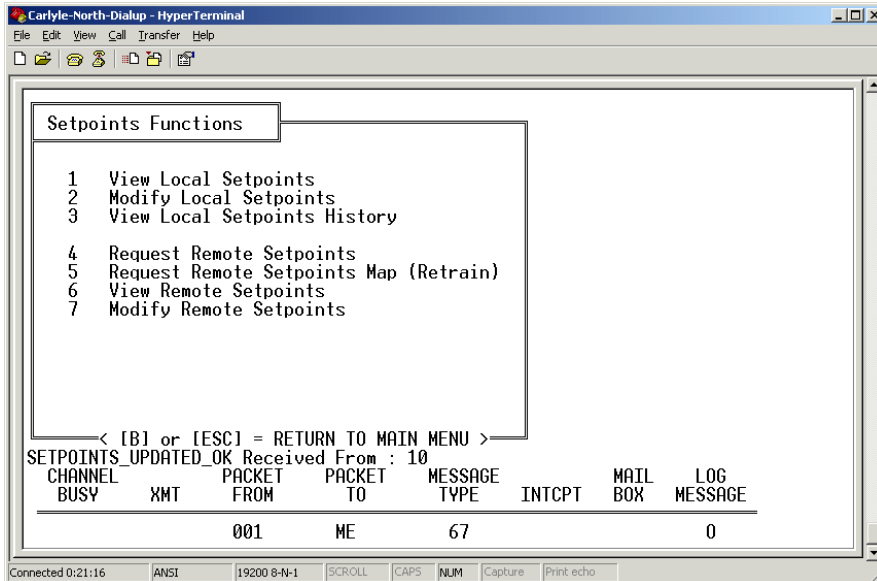 Carlyle-North-Dialup - HyperTerminal
File Edit View Call Transfer Help
Setpoints Functions
1 View Local Setpoints
2 Modify Local Setpoints
3 View Local Setpoints History
4 Request Remote Setpoints
5 Request Remote Setpoints Map (Retrain)
6 View Remote Setpoints
7 Modify Remote Setpoints
< [B] or [ESC] = RETURN TO MAIN MENU >
SETPOINTS_UPDATED_OK Received From : 10
CHANNEL PACKET PACKET MESSAGE MAIL LOG
BUSY XMT FROM TO TYPE INTCPT BOX MESSAGE
001 ME 67 0
Connected 0:21:16 ANSI 19200 8-N-1 SCROLL CAPS NUM Capture Print echo